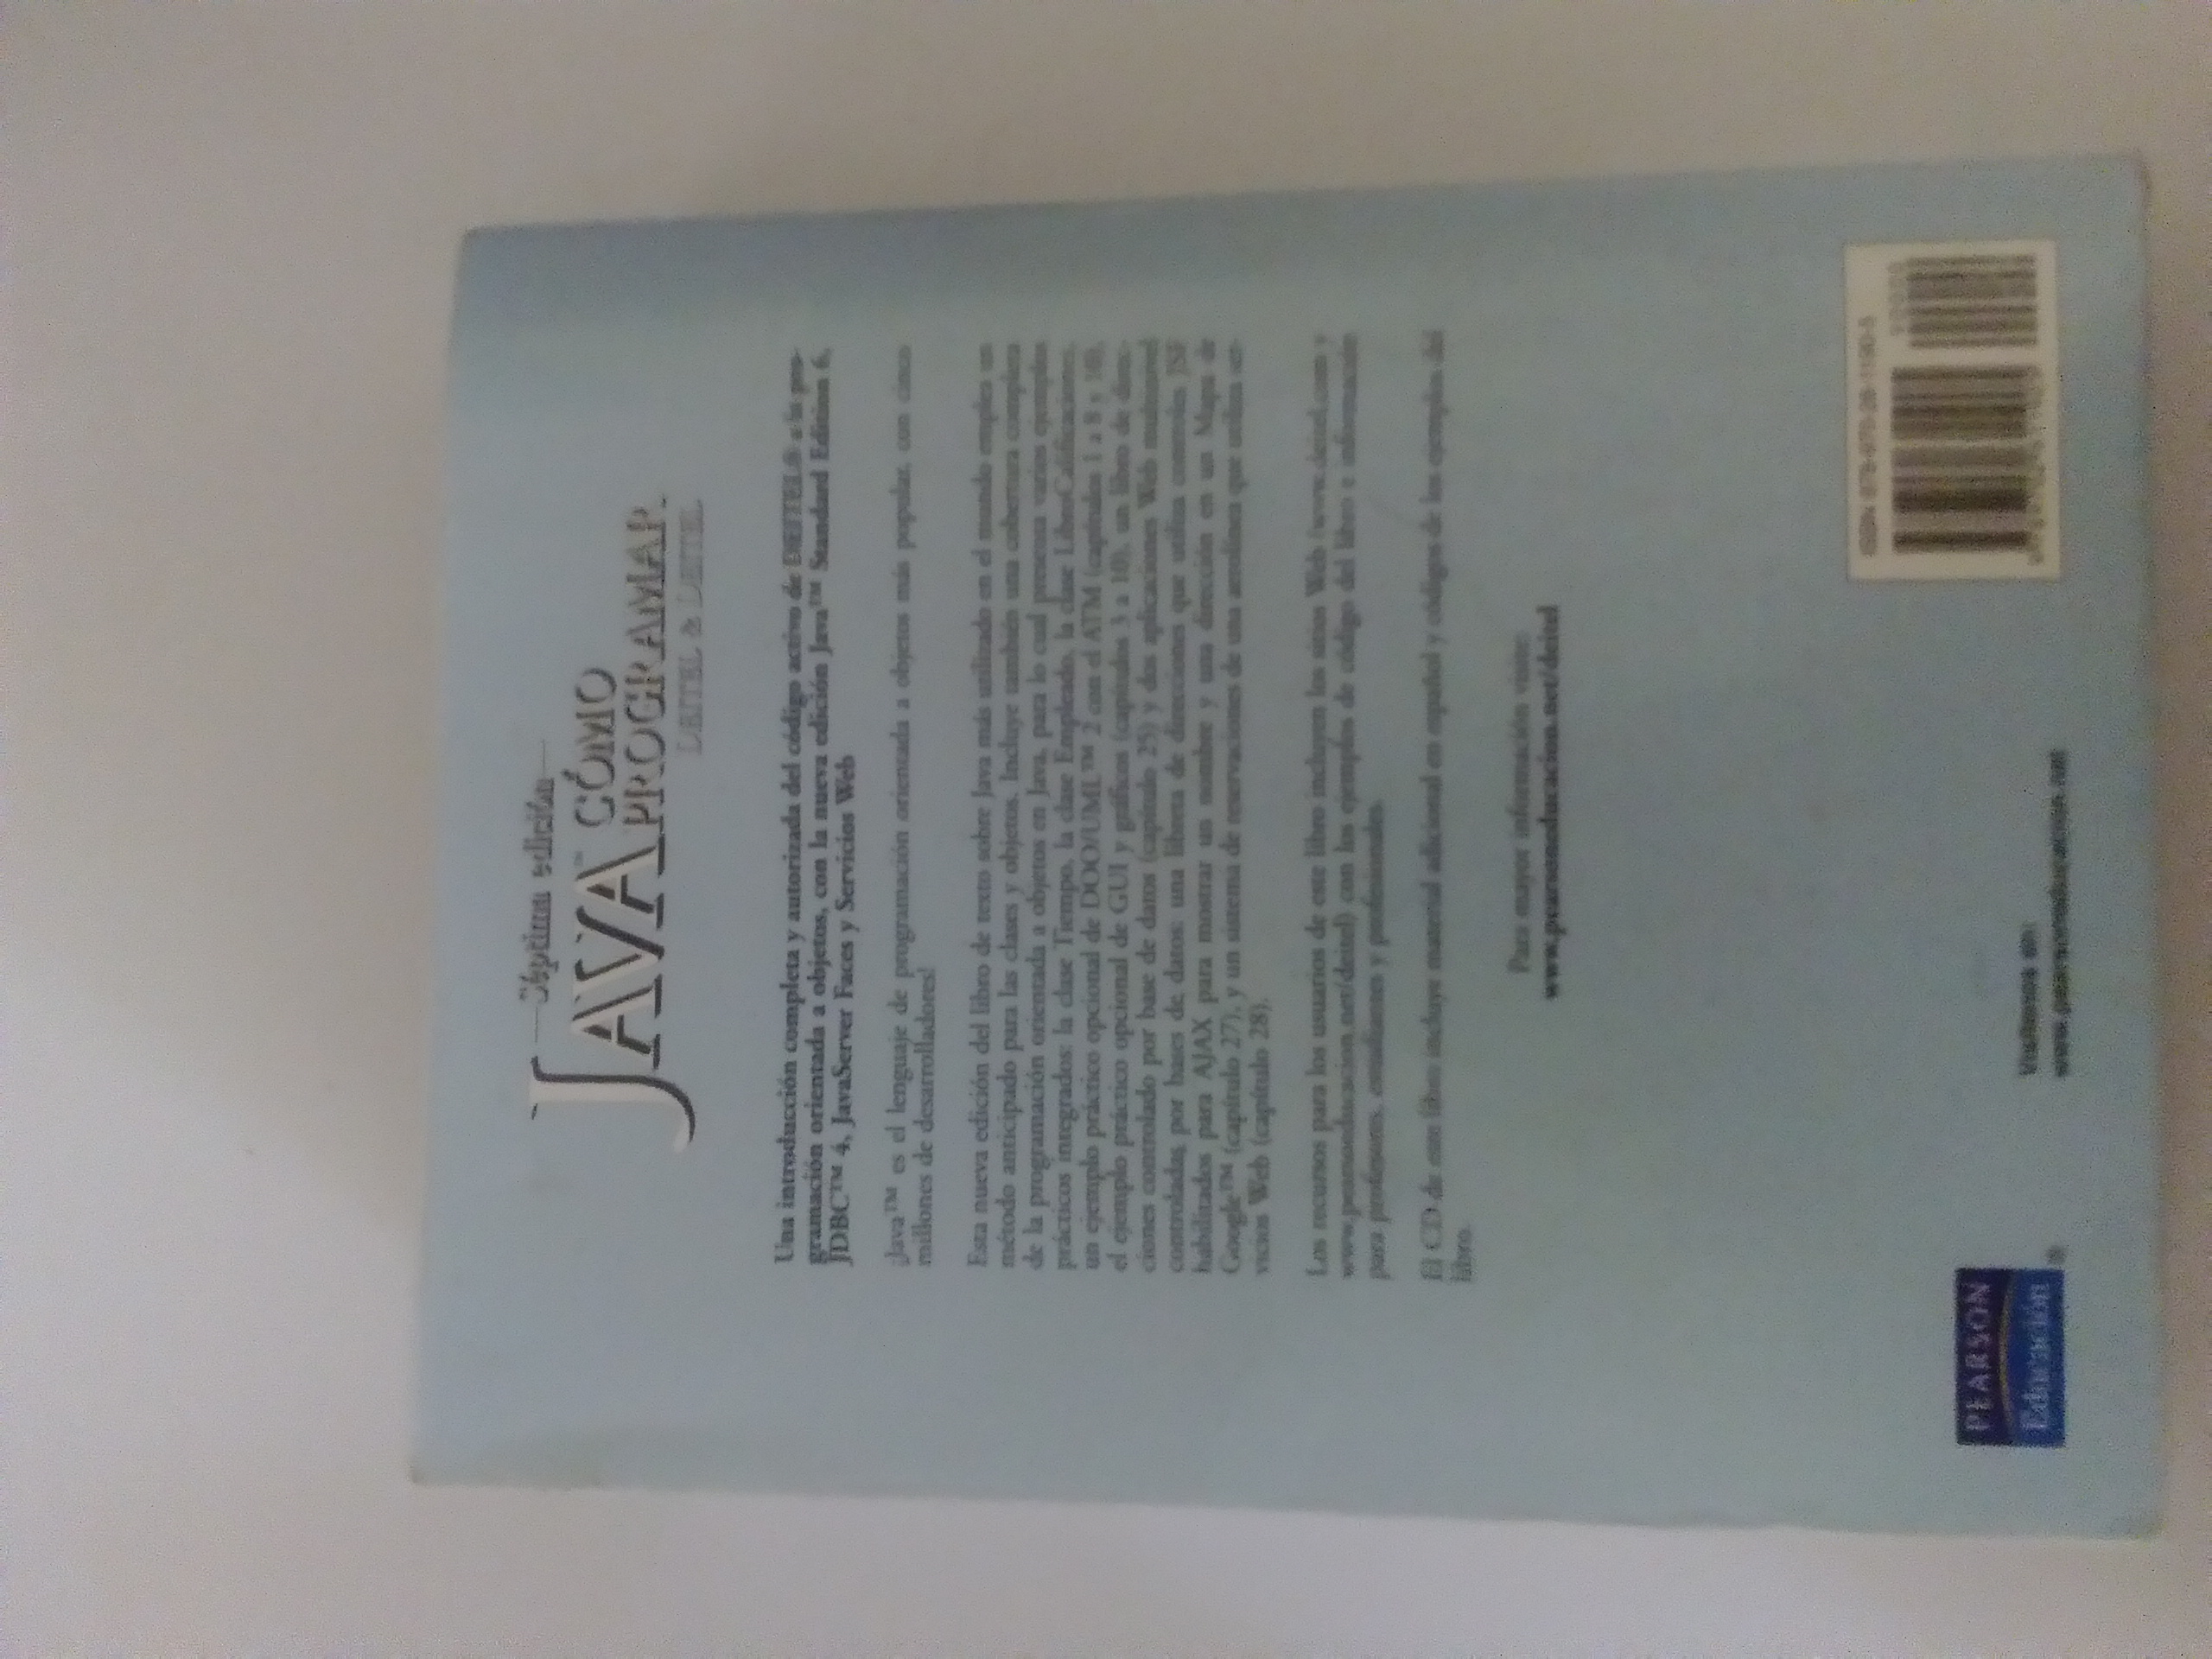 Séptima edición
JAVA™ CÓMO
PROGRAMAR
DEITEL & DEITEL
Una introducción completa y autorizada del código activo de DEITEL® a la pro-
gramación orientada a objetos, con la nueva edición Java™ Standard Edition 6,
JDBC™ 4, JavaServer Faces y Servicios Web
¡Java™ es el lenguaje de programación orientada a objetos más popular, con cinco
millones de desarrolladores!
Esta nueva edición del libro de texto sobre Java más utilizado en el mundo emplea un
método anticipado para las clases y objetos. Incluye también una cobertura completa
de la programación orientada a objetos en Java, para lo cual presenta varios ejemplos
prácticos integrados: la clase Tiempo, la clase Empleado, la clase LibroCalificaciones,
un ejemplo práctico opcional de DOO/UML™ 2 con el ATM (capítulos 1 a 8 y 10),
el ejemplo práctico opcional de GUI y gráficos (capítulos 3 a 10), un libro de direc-
ciones controlado por base de datos (capítulo 25) y dos aplicaciones Web multinivel
controladas por bases de datos: una libreta de direcciones que utiliza controles JSF
habilitados para AJAX para mostrar un nombre y una dirección en un Mapa de
Google™ (capítulo 27), y un sistema de reservaciones de una aerolínea que utiliza ser-
vicios Web (capítulo 28).
Los recursos para los usuarios de este libro incluyen los sitios Web (www.deitel.com y
www.pearsoneducacion.net/deitel) con los ejemplos de código del libro e información
para profesores, estudiantes y profesionales.
El CD de este libro incluye material adicional en español y códigos de los ejemplos del
libro.
Para mayor información visite:
www.pearsoneducacion.net/deitel
ISBN 978-970-26-1190-5
PEARSON
Educación
®
Visítenos en:
www.pearsoneducacion.net